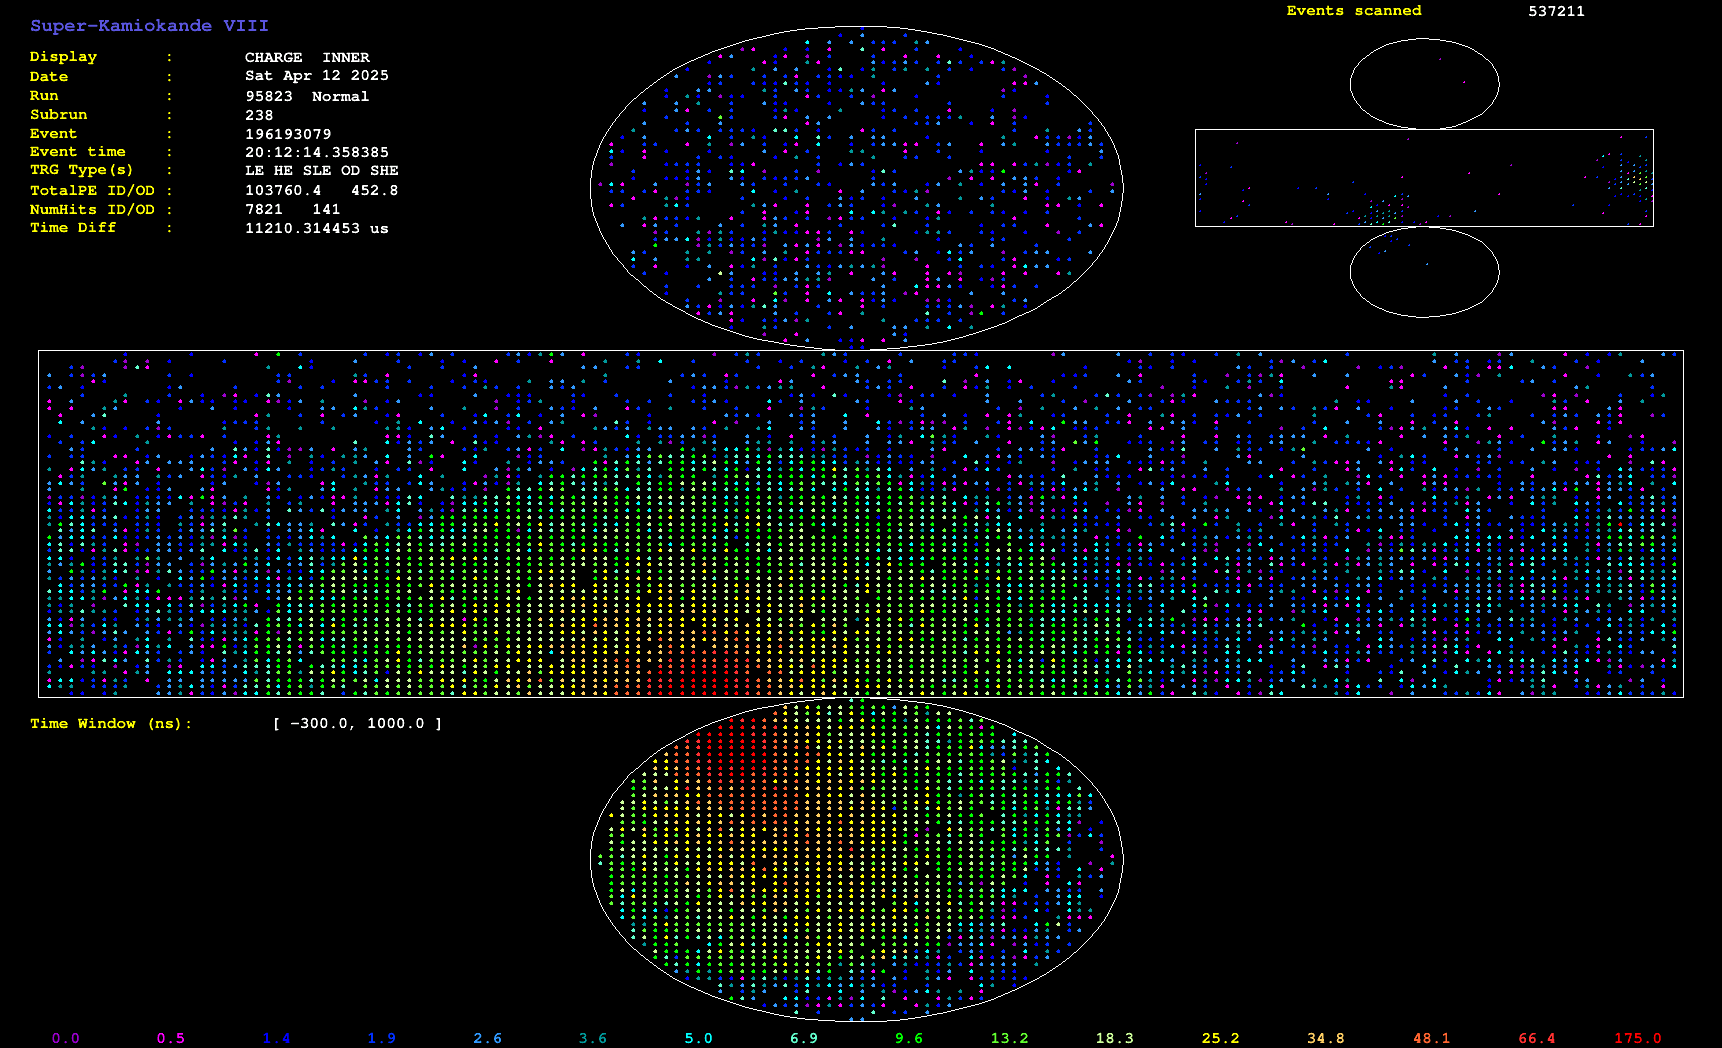 Super-Kamiokande VIII
Events scanned 537211
Display : CHARGE INNER
Date : Sat Apr 12 2025
Run : 95823 Normal
Subrun : 238
Event : 196193079
Event time : 20:12:14.358385
TRG Type(s) : LE HE SLE OD SHE
TotalPE ID/OD : 103760.4 452.8
NumHits ID/OD : 7821 141
Time Diff : 11210.314453 us
Time Window (ns): [ -300.0, 1000.0 ]
0.0 0.5 1.4 1.9 2.6 3.6 5.0 6.9 9.6 13.2 18.3 25.2 34.8 48.1 66.4 175.0